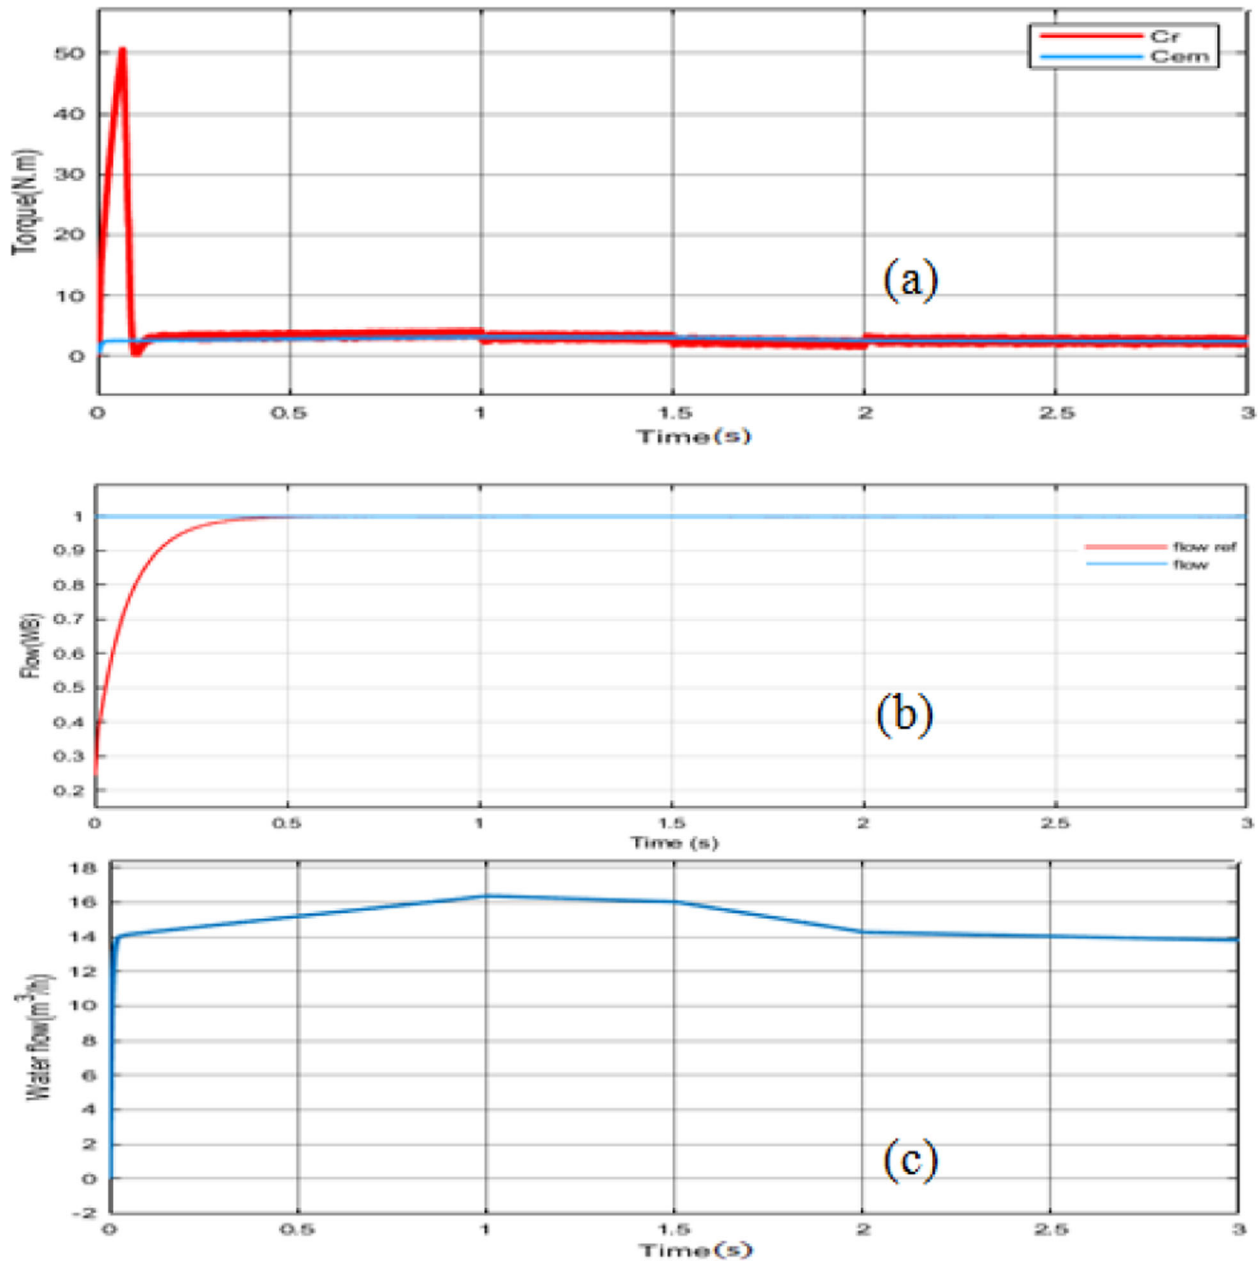 Cr
Cem
50
40
30
20
10
0
Torque(N.m)
(a)
0 0.5 1 1.5 2 2.5 3
Time(s)
1
0.9
0.8
0.7
0.6
0.5
0.4
0.3
0.2
Flow(WB)
flow ref
flow
(b)
0 0.5 1 1.5 2 2.5 3
Time (s)
18
16
14
12
10
8
6
4
2
0
-2
Water flow(m³/h)
(c)
0 0.5 1 1.5 2 2.5 3
Time(s)